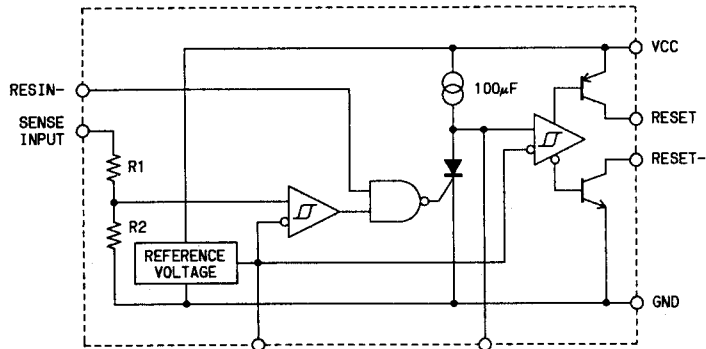 VCC
RESIN-
100µF
SENSE
INPUT
RESET
RESET-
R1
R2
REFERENCE
VOLTAGE
GND